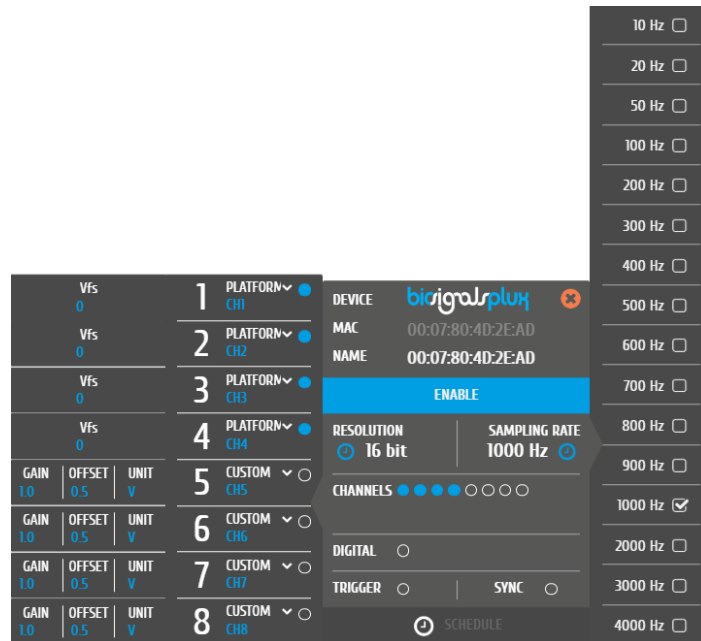 Vfs
0
Vfs
0
Vfs
0
Vfs
0
GAIN OFFSET UNIT
1.0 0.5 V
GAIN OFFSET UNIT
1.0 0.5 V
GAIN OFFSET UNIT
1.0 0.5 V
GAIN OFFSET UNIT
1.0 0.5 V
1 PLATFORM
CH1
2 PLATFORM
CH2
3 PLATFORM
CH3
4 PLATFORM
CH4
5 CUSTOM
CH5
6 CUSTOM
CH6
7 CUSTOM
CH7
8 CUSTOM
CH8
DEVICE biosignalsplux
MAC 00:07:80:4D:2E:AD
NAME 00:07:80:4D:2E:AD
ENABLE
RESOLUTION SAMPLING RATE
16 bit 1000 Hz
CHANNELS
DIGITAL
TRIGGER SYNC
SCHEDULE
10 Hz
20 Hz
50 Hz
100 Hz
200 Hz
300 Hz
400 Hz
500 Hz
600 Hz
700 Hz
800 Hz
900 Hz
1000 Hz
2000 Hz
3000 Hz
4000 Hz